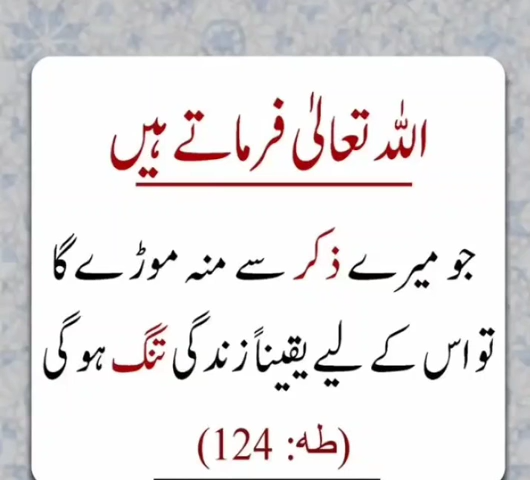 اللہ تعالیٰ فرماتے ہیں
جو میرے ذکر سے منہ موڑے گا
تو اس کے لیے یقیناً زندگی تنگ ہو گی
(طه: 124)